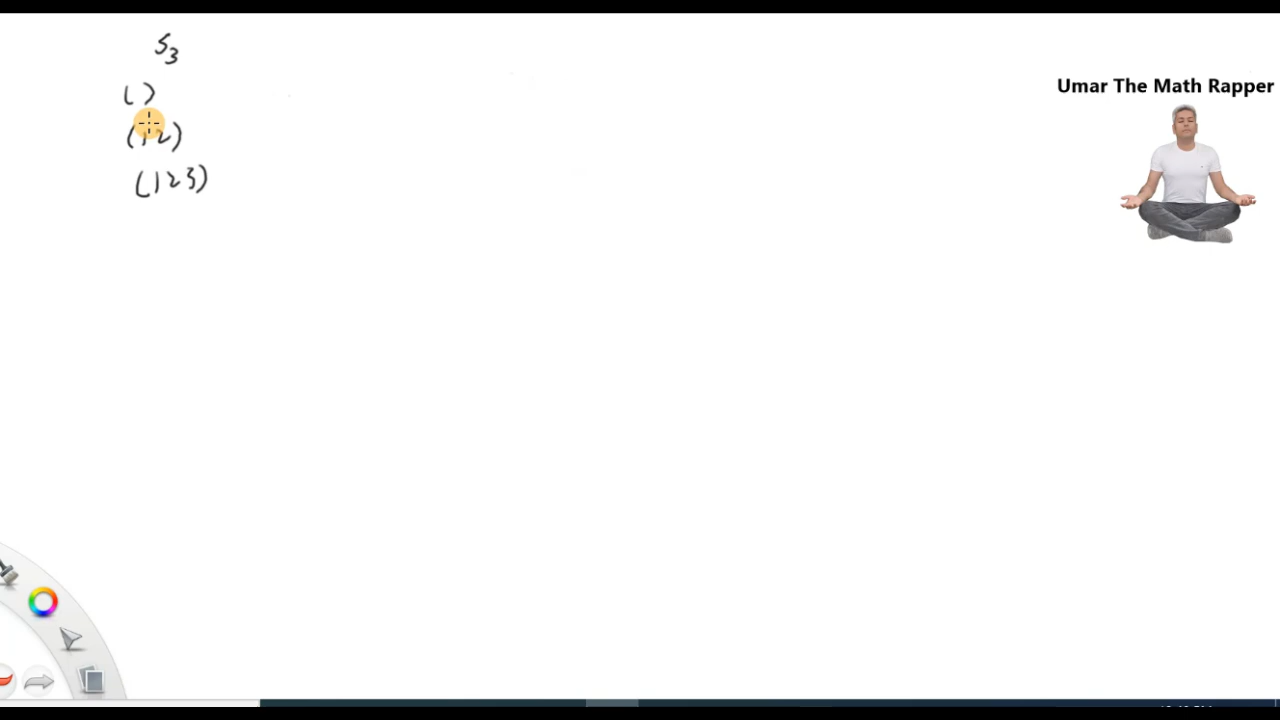 S₃
( )
(12)
(123)
Umar The Math Rapper